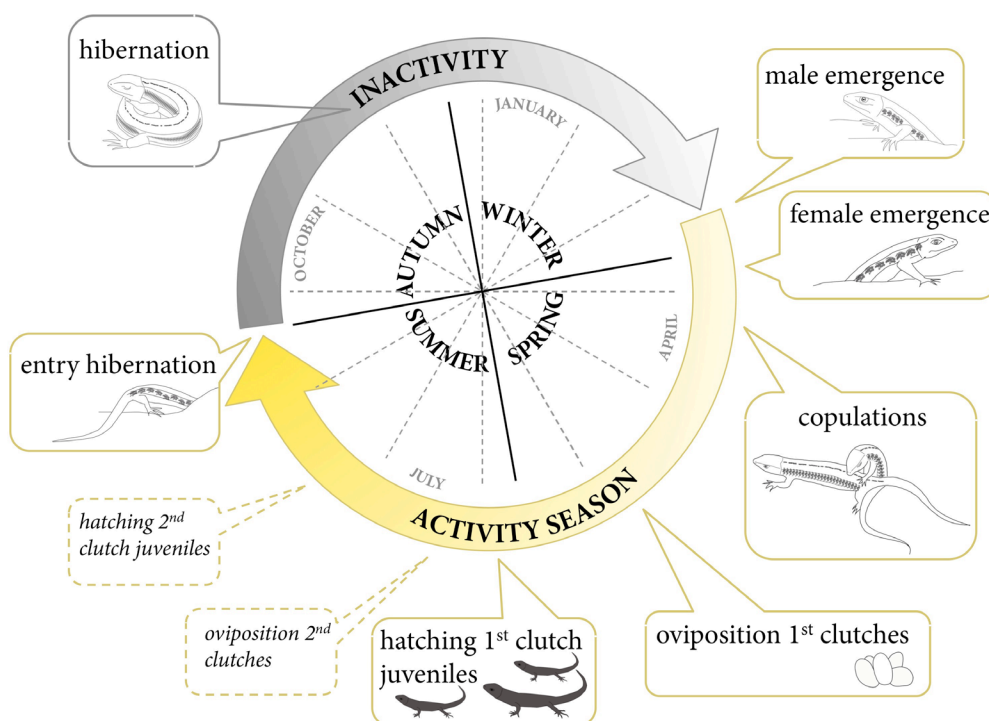 hibernation
INACTIVITY
JANUARY
male emergence
female emergence
OCTOBER
AUTUMN
WINTER
SUMMER
SPRING
APRIL
entry hibernation
copulations
JULY
ACTIVITY SEASON
hatching 2nd
clutch juveniles
oviposition 2nd
clutches
hatching 1st clutch
juveniles
oviposition 1st clutches